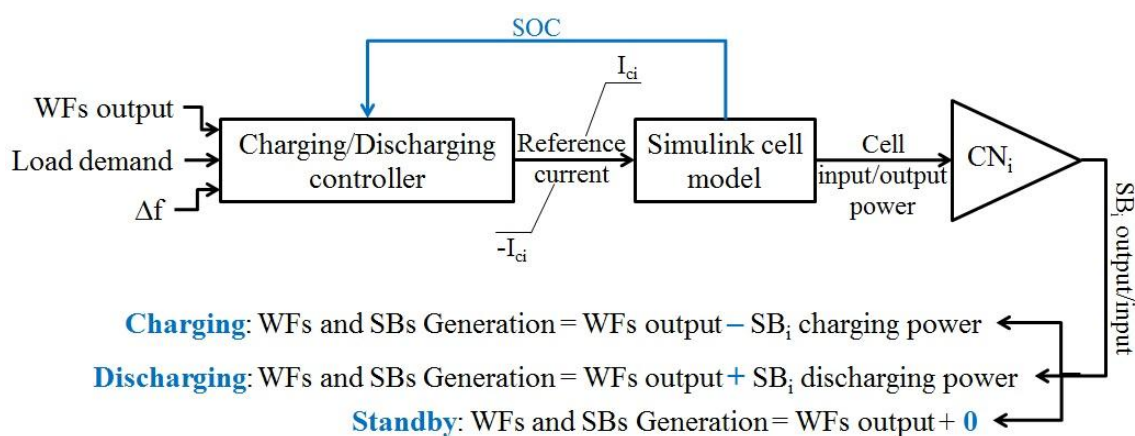 SOC
I_ci
WFs output
Load demand
Δf
Charging/Discharging
controller
Reference
current
-I_ci
Simulink cell
model
Cell
input/output
power
CN_i
SB_i output/input
Charging: WFs and SBs Generation = WFs output − SB_i charging power
Discharging: WFs and SBs Generation = WFs output + SB_i discharging power
Standby: WFs and SBs Generation = WFs output + 0